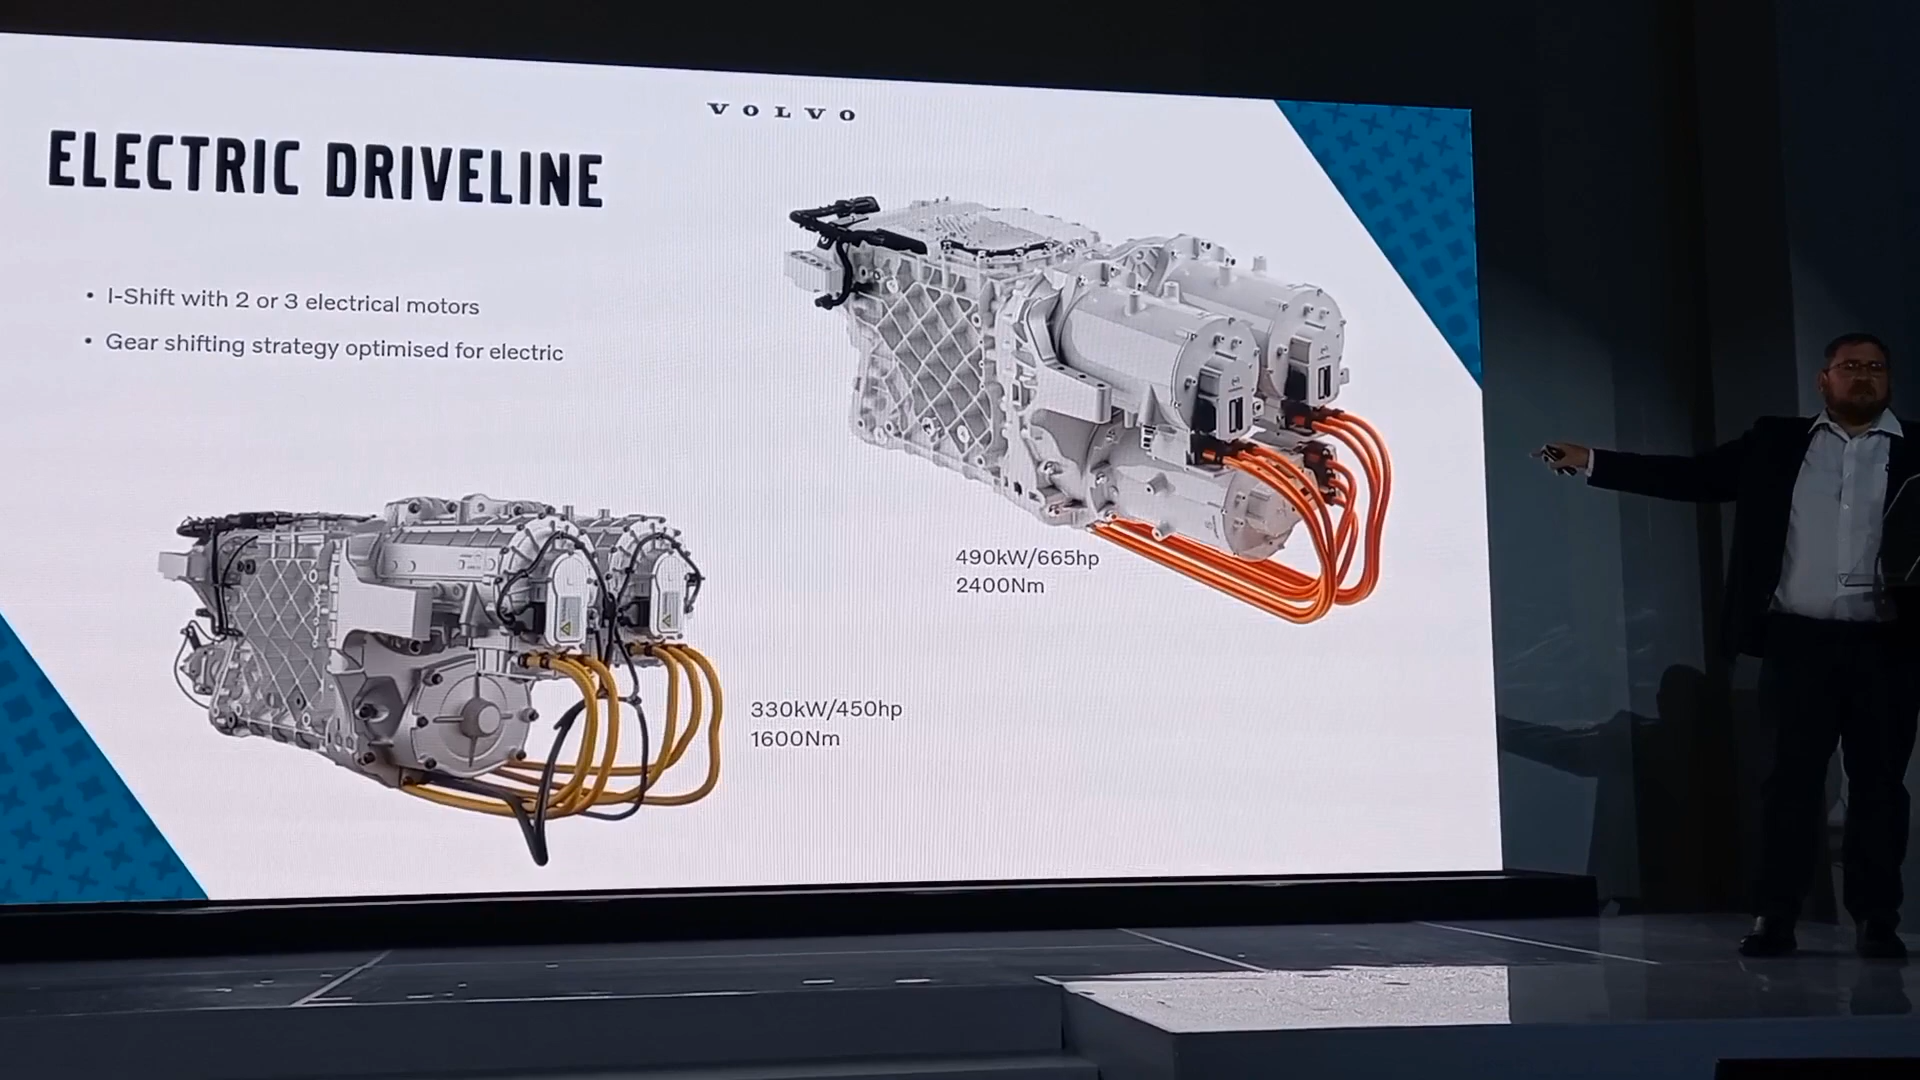 VOLVO
ELECTRIC DRIVELINE
• I-Shift with 2 or 3 electrical motors
• Gear shifting strategy optimised for electric
490kW/665hp
2400Nm
330kW/450hp
1600Nm